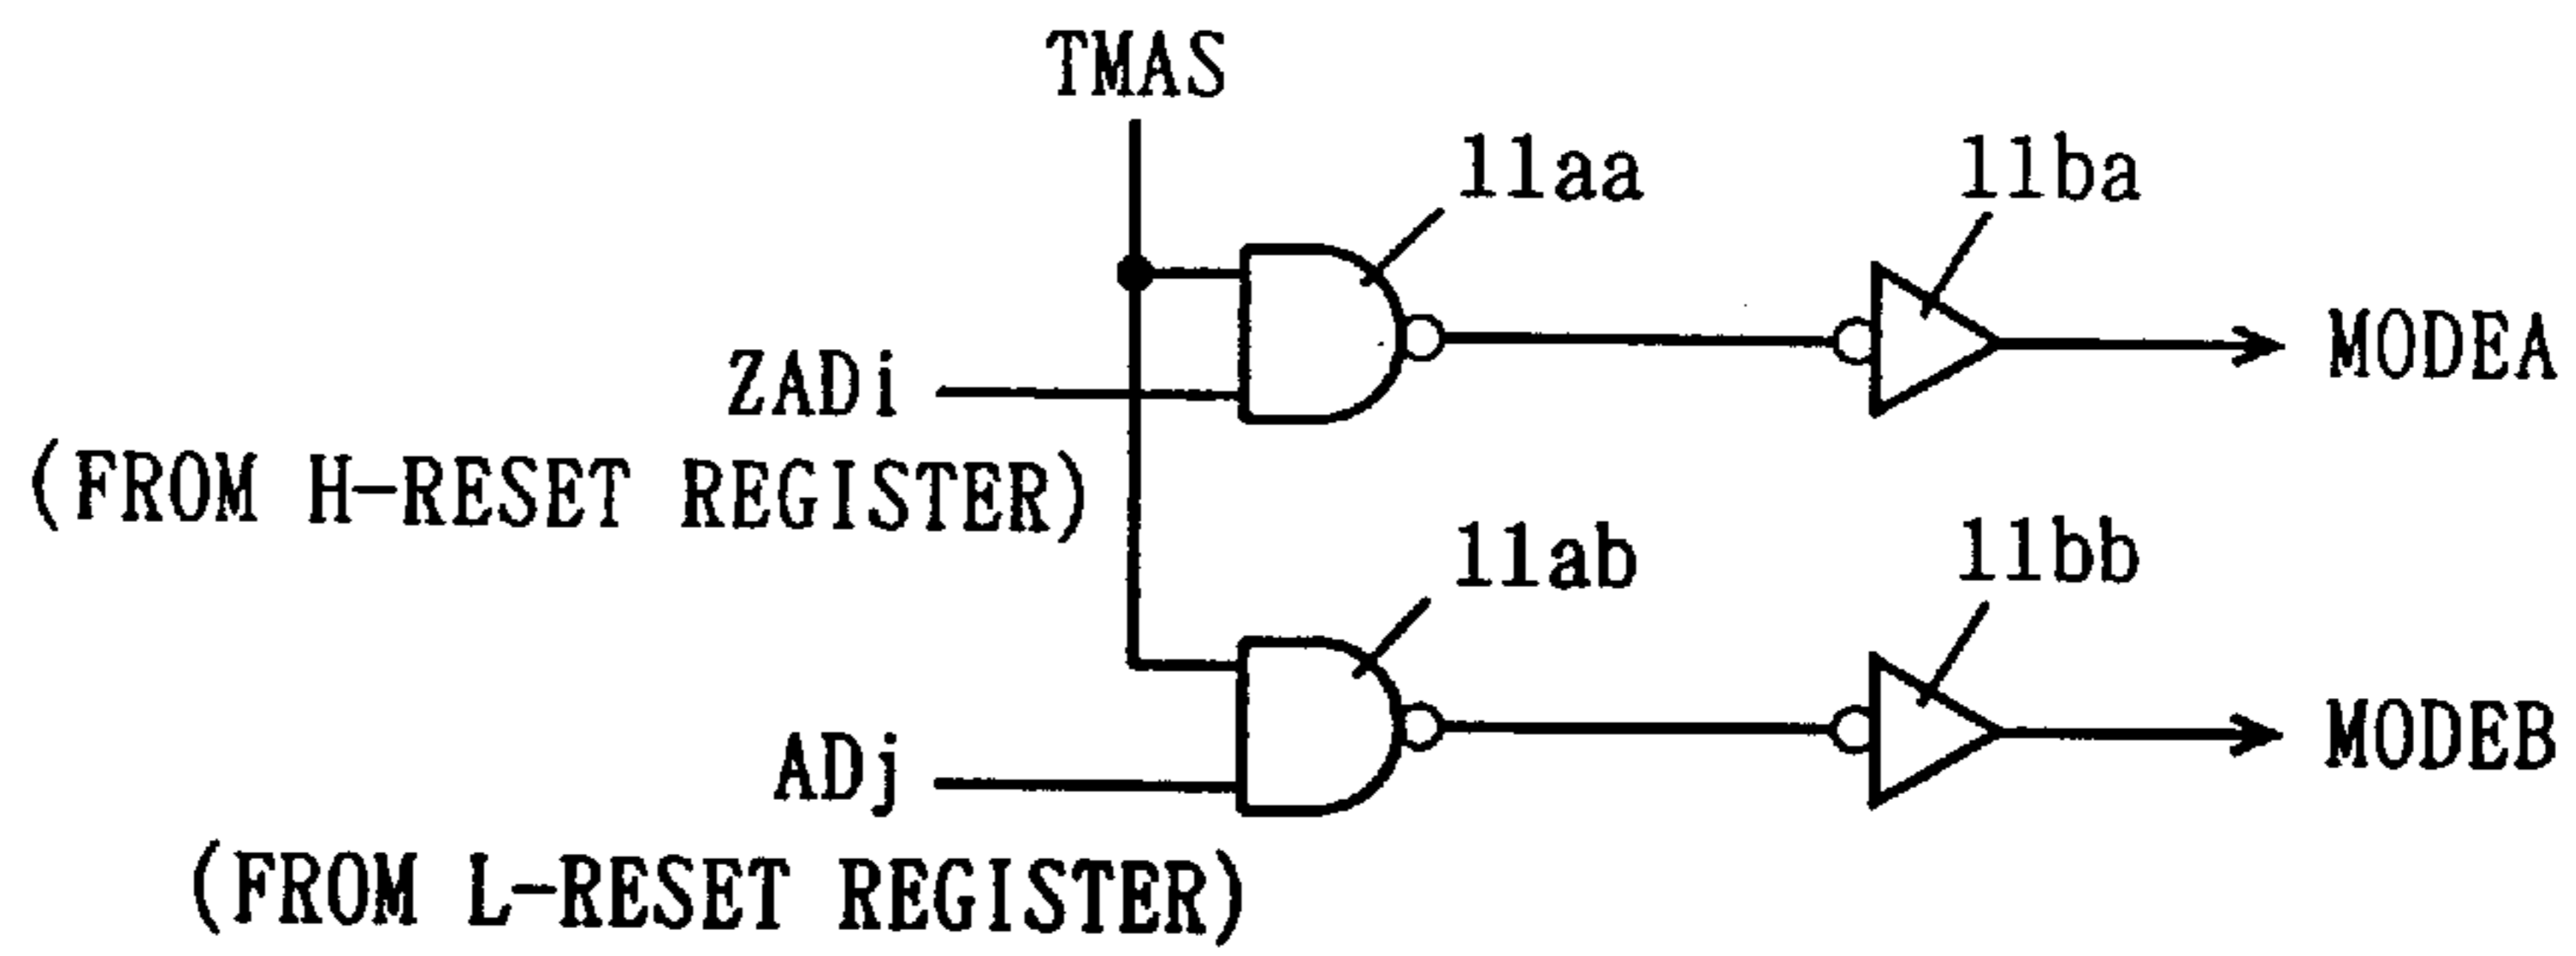 TMAS
11aa
11ba
ZADi
MODEA
(FROM H-RESET REGISTER)
11ab
11bb
ADj
MODEB
(FROM L-RESET REGISTER)